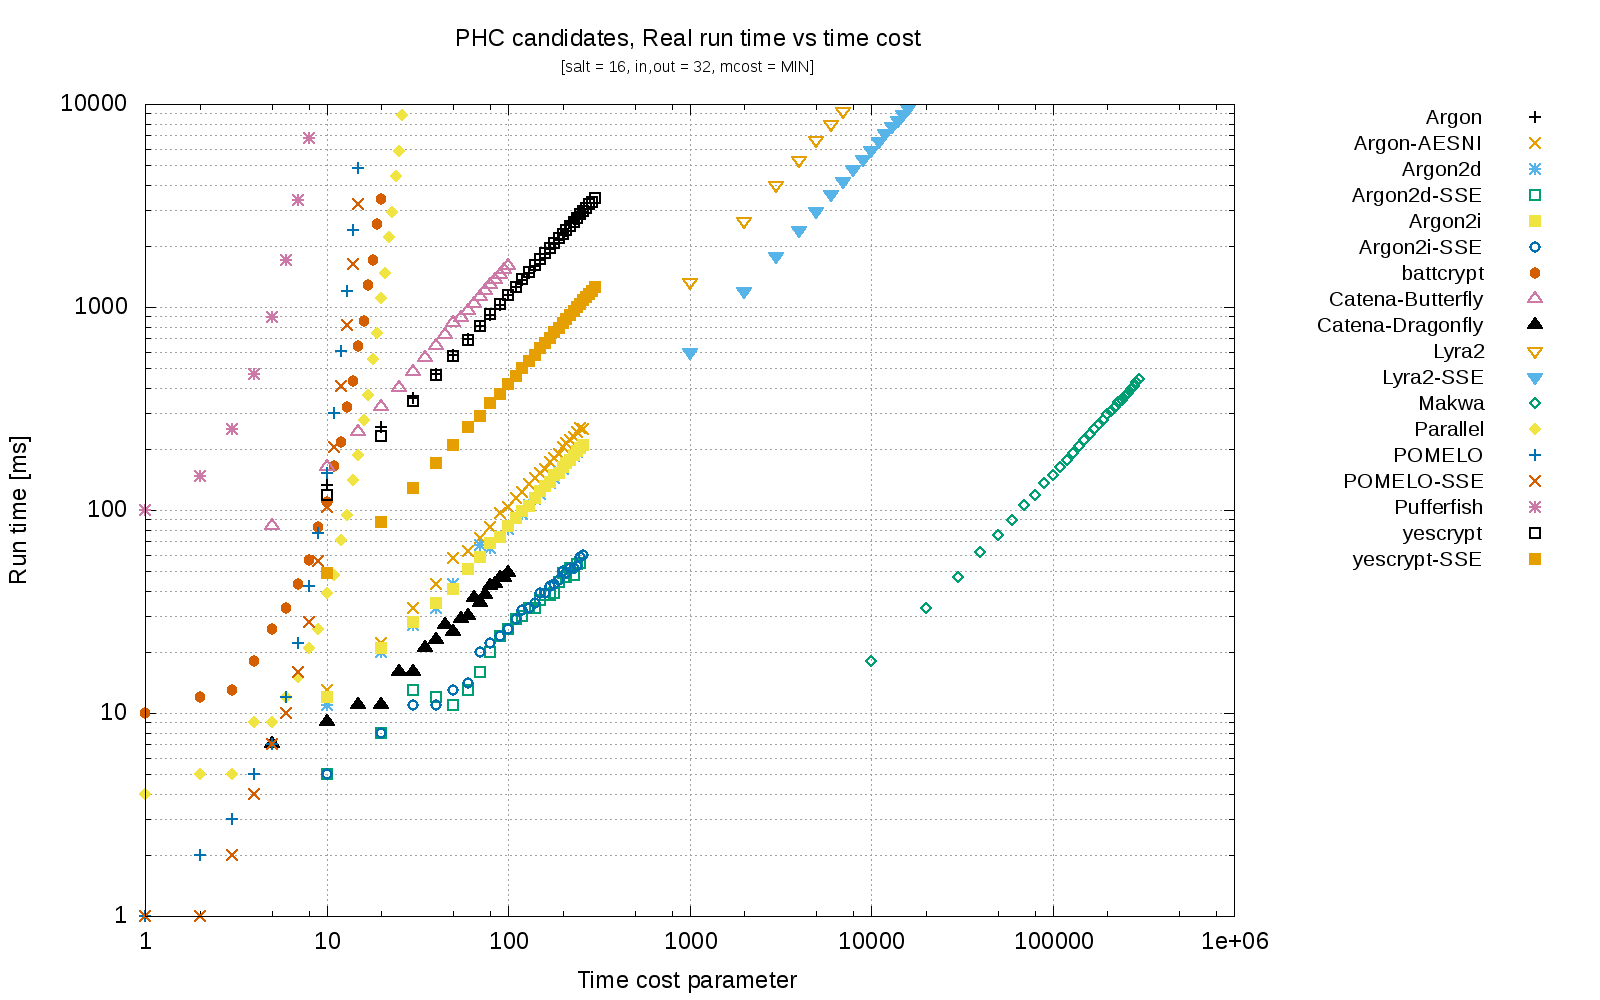 PHC candidates, Real run time vs time cost
[salt = 16, in,out = 32, mcost = MIN]
Run time [ms]
10000
1000
100
10
1
1 10 100 1000 10000 100000 1e+06
Time cost parameter
Argon
Argon-AESNI
Argon2d
Argon2d-SSE
Argon2i
Argon2i-SSE
battcrypt
Catena-Butterfly
Catena-Dragonfly
Lyra2
Lyra2-SSE
Makwa
Parallel
POMELO
POMELO-SSE
Pufferfish
yescrypt
yescrypt-SSE